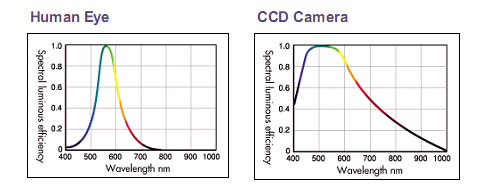 Human Eye
CCD Camera
Spectral luminous efficiency
1.0
0.8
0.6
0.4
0.2
0
400 500 600 700 800 900 1000
Wavelength nm
Spectral luminous efficiency
1.0
0.8
0.6
0.4
0.2
0
400 500 600 700 800 900 1000
Wavelength nm